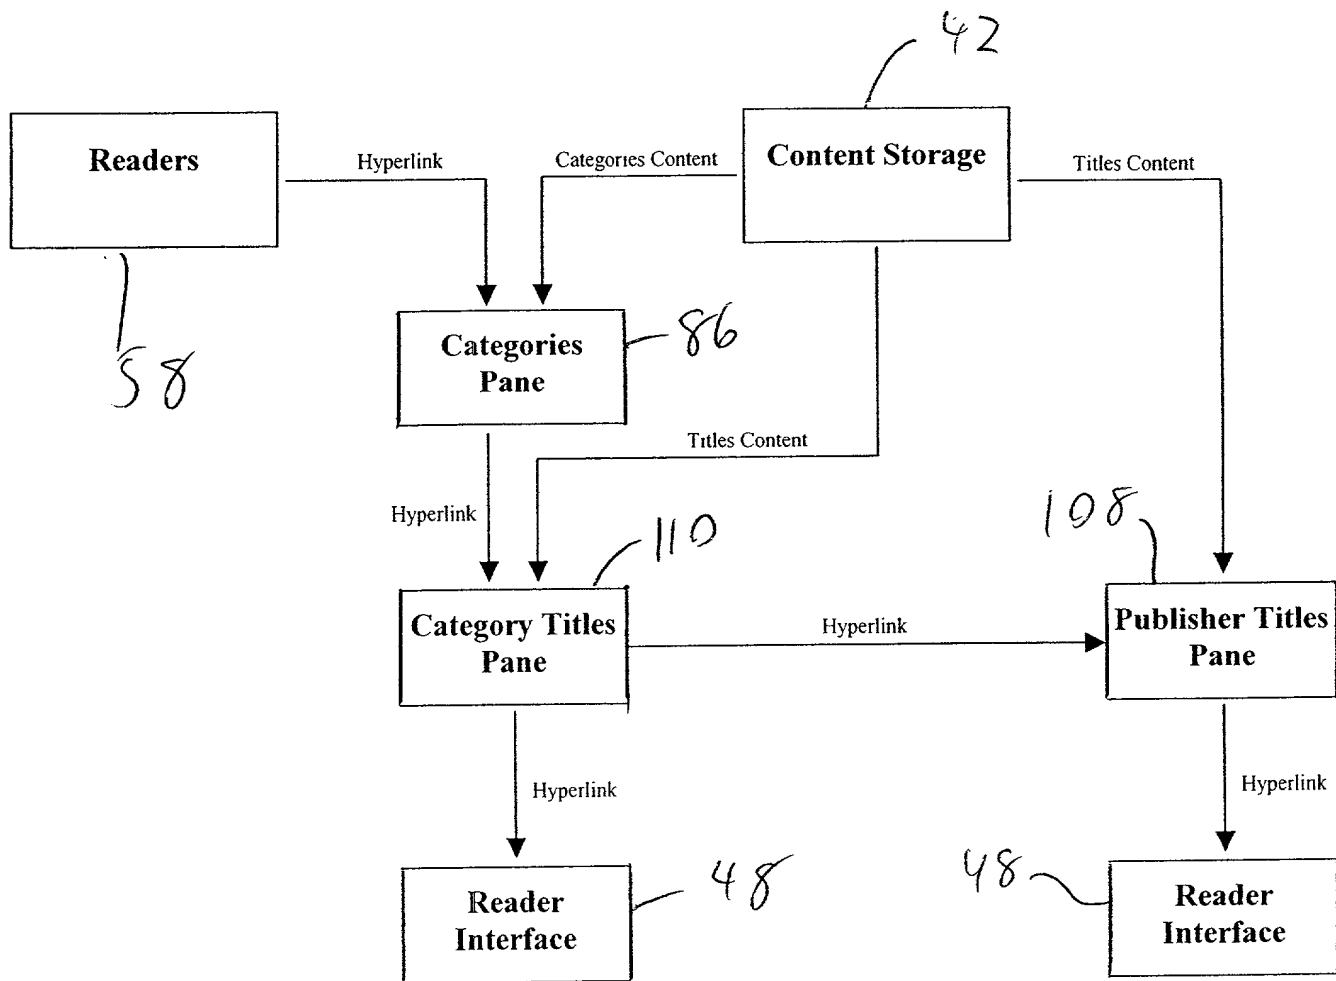 42
Readers
Hyperlink
Categories Content
Content Storage
Titles Content
58
Categories
Pane
86
Titles Content
Hyperlink
110
108
Category Titles
Pane
Hyperlink
Publisher Titles
Pane
Hyperlink
Hyperlink
Reader
Interface
48
48
Reader
Interface